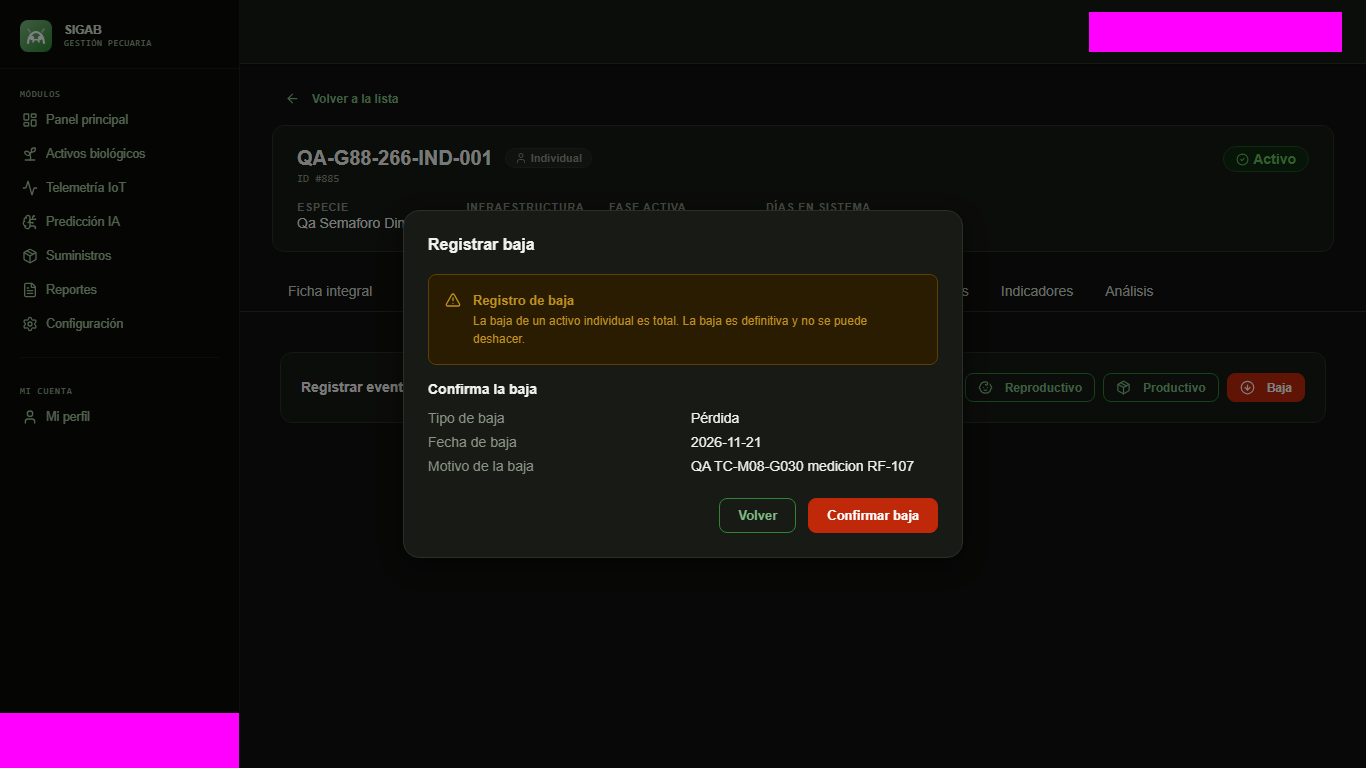 SIGAB
GESTIÓN PECUARIA
MÓDULOS
Panel principal
Activos biológicos
Telemetría IoT
Predicción IA
Suministros
Reportes
Configuración
MI CUENTA
Mi perfil
Volver a la lista
QA-G88-266-IND-001
Individual
Activo
ID #885
ESPECIE
INFRAESTRUCTURA
FASE ACTIVA
DÍAS EN SISTEMA
Qa Semaforo Din
Ficha integral
s
Indicadores
Análisis
Registrar event
Reproductivo
Productivo
Baja
Registrar baja
Registro de baja
La baja de un activo individual es total. La baja es definitiva y no se puede
deshacer.
Confirma la baja
Tipo de baja
Pérdida
Fecha de baja
2026-11-21
Motivo de la baja
QA TC-M08-G030 medicion RF-107
Volver
Confirmar baja